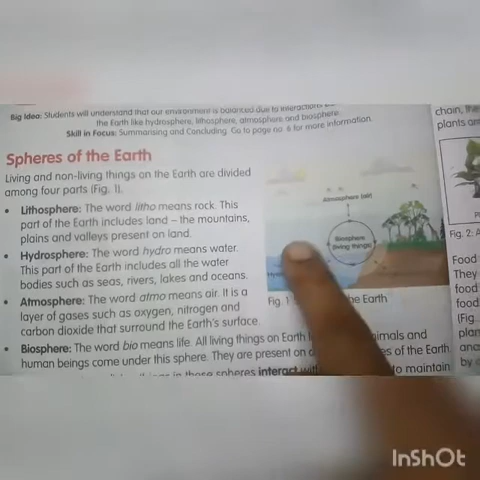 Big Idea: Students will understand that our environment is balanced due to interactions
the Earth like hydrosphere, lithosphere, atmosphere and biosphere.
Skill in Focus: Summarising and Concluding. Go to page no. 6 for more information.
Spheres of the Earth
Living and non-living things on the Earth are divided
among four parts (Fig. 1).
• Lithosphere: The word litho means rock. This
part of the Earth includes land – the mountains,
plains and valleys present on land.
• Hydrosphere: The word hydro means water.
This part of the Earth includes all the water
bodies such as seas, rivers, lakes and oceans.
• Atmosphere: The word atmo means air. It is a
layer of gases such as oxygen, nitrogen and
carbon dioxide that surround the Earth's surface.
• Biosphere: The word bio means life. All living things on Earth animals and
human beings come under this sphere. They are present on of the Earth.
in these spheres interact to maintain
Atmosphere (air)
Biosphere
(living things)
Fig. 1 the Earth
chain, the
plants are
Fig. 2: A
Food
They
food
food
(Fig.
plan
and
by
InShOt